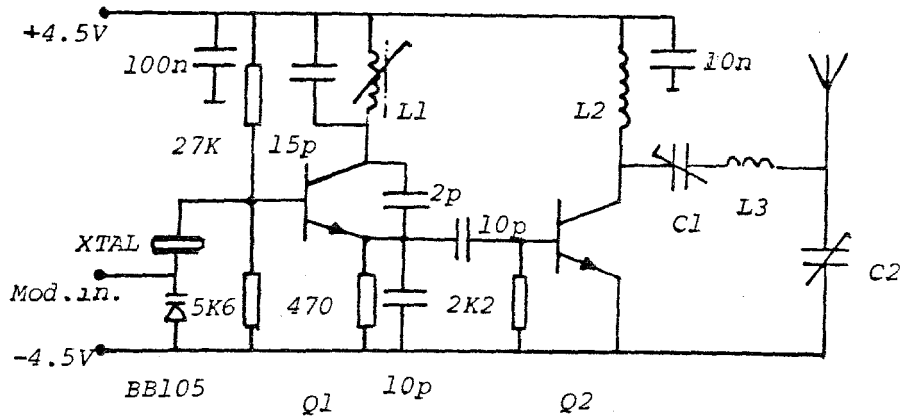 +4.5V
100n
10n
L1
L2
27K
15p
2p
10p
C1
L3
XTAL
C2
Mod.in.
5K6
470
2K2
-4.5V
BB105
10p
Q1
Q2